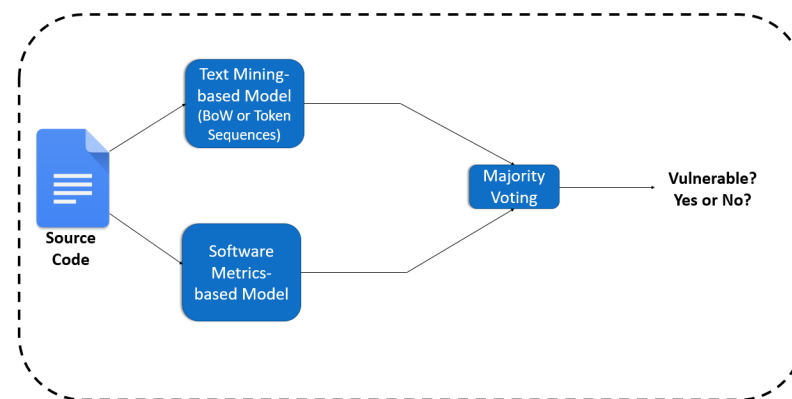 Source
Code
Text Mining-
based Model
(BoW or Token
Sequences)
Software
Metrics-
based Model
Majority
Voting
Vulnerable?
Yes or No?